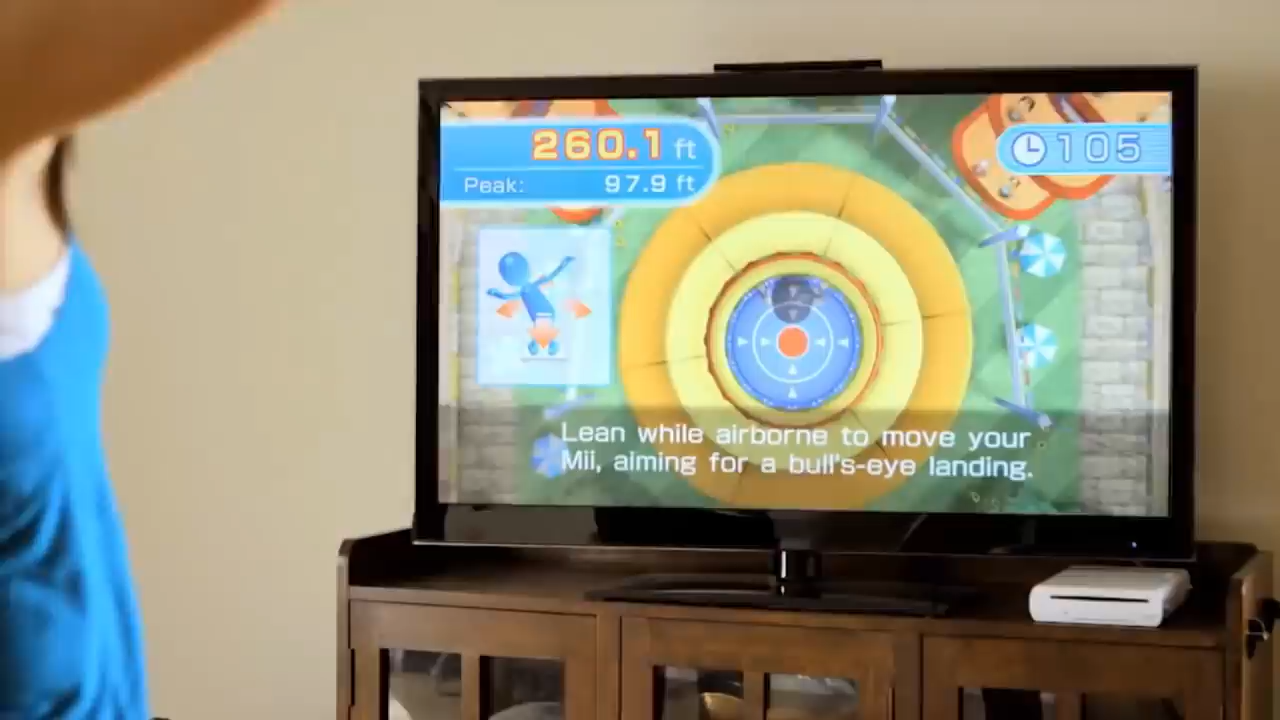 260.1 ft
Peak: 97.9 ft
105
Lean while airborne to move your
Mii, aiming for a bull's-eye landing.